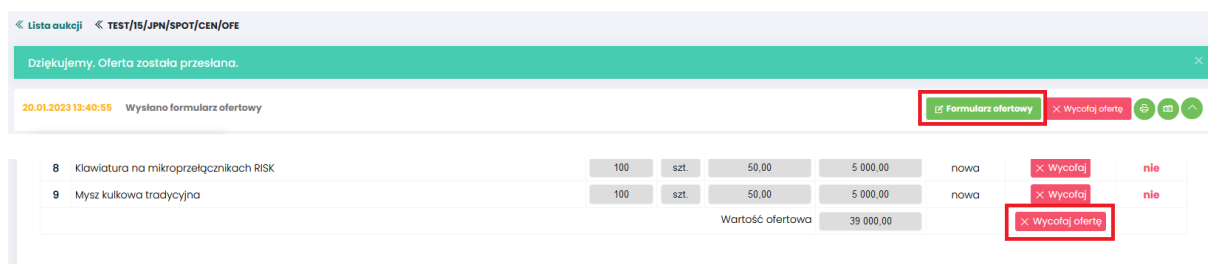 « Lista aukcji « TEST/15/JPN/SPOT/CEN/OFE
Dziękujemy. Oferta została przesłana. ×
20.01.2023 13:40:55 Wysłano formularz ofertowy Formularz ofertowy × Wycofaj ofertę
8 Klawiatura na mikroprzełącznikach RISK 100 szt. 50,00 5 000,00 nowa × Wycofaj nie
9 Mysz kulkowa tradycyjna 100 szt. 50,00 5 000,00 nowa × Wycofaj nie
Wartość ofertowa 39 000,00 × Wycofaj ofertę